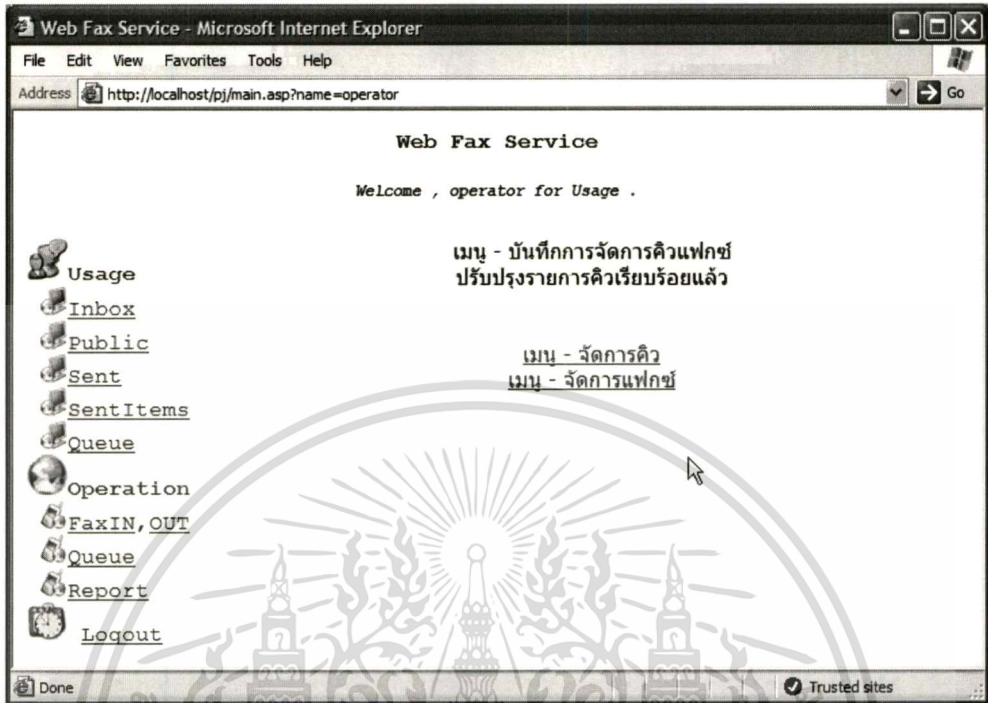 Web Fax Service - Microsoft Internet Explorer
File Edit View Favorites Tools Help
Address http://localhost/pj/main.asp?name=operator Go
Web Fax Service
Welcome , operator for Usage .
เมนู - บันทึกการจัดการคิวแฟกซ์
ปรับปรุงรายการคิวเรียบร้อยแล้ว
Usage
Inbox
Public
Sent
SentItems
Queue
เมนู - จัดการคิว
เมนู - จัดการแฟกซ์
Operation
FaxIN,OUT
Queue
Report
Logout
Done Trusted sites